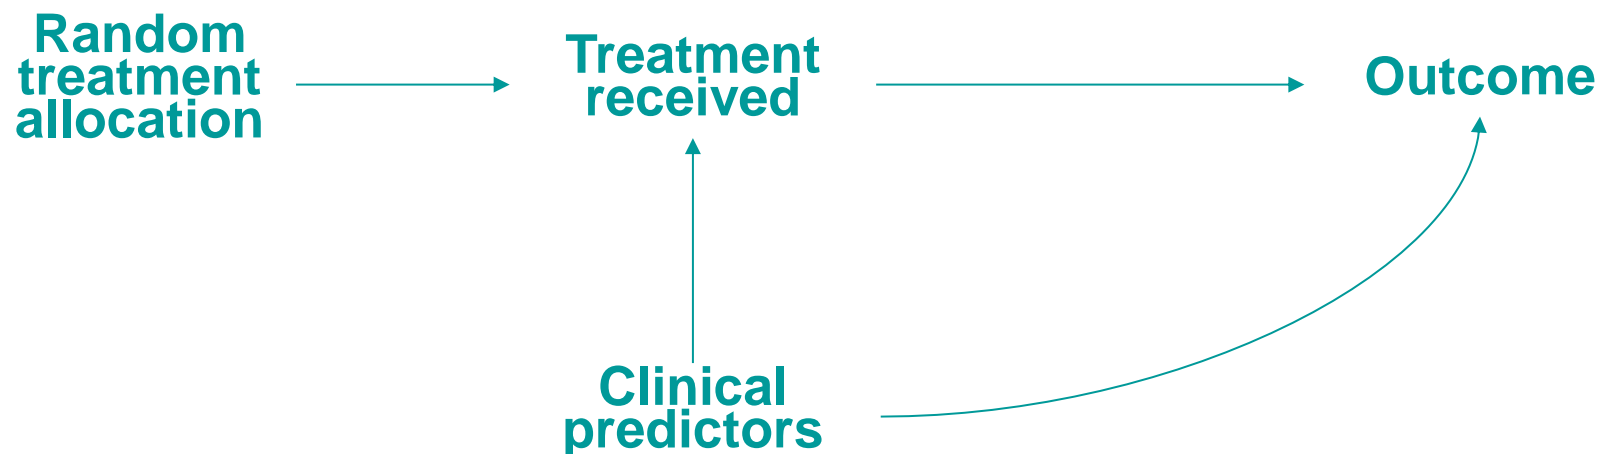 Random
treatment
allocation
Treatment
received
Outcome
Clinical
predictors